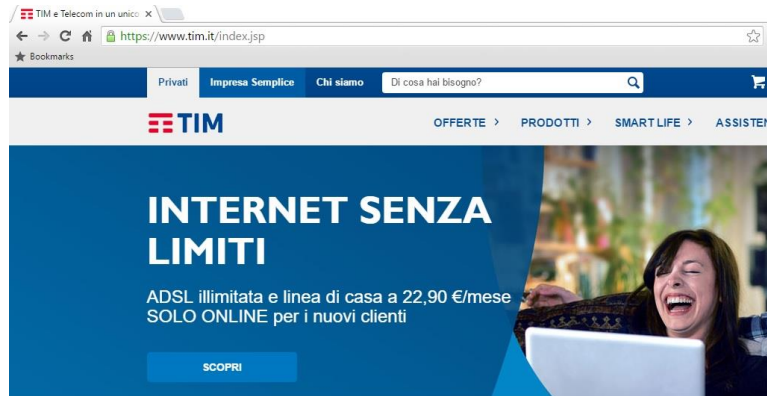 TIM e Telecom in un unico
https://www.tim.it/index.jsp
Bookmarks
Privati Impresa Semplice Chi siamo Di cosa hai bisogno?
TIM OFFERTE > PRODOTTI > SMART LIFE > ASSISTEN
INTERNET SENZA
LIMITI
ADSL illimitata e linea di casa a 22,90 €/mese
SOLO ONLINE per i nuovi clienti
SCOPRI